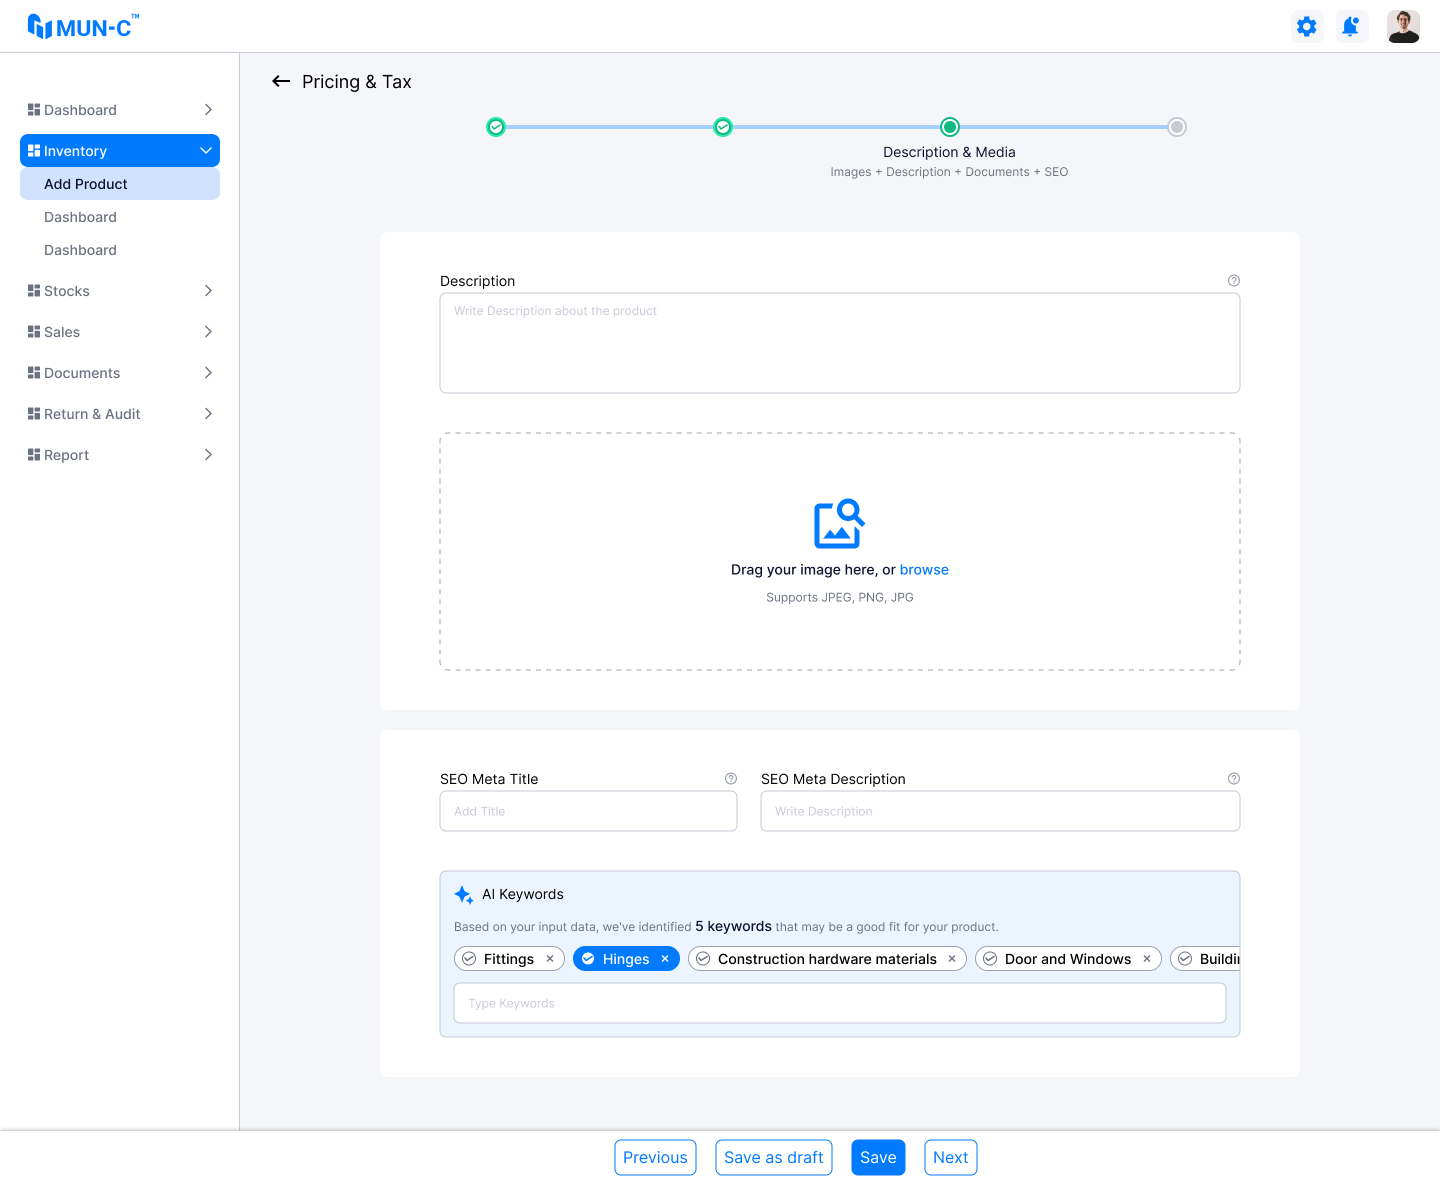 MUN-C™
Pricing & Tax
Dashboard
Inventory
Add Product
Dashboard
Dashboard
Stocks
Sales
Documents
Return & Audit
Report
Description & Media
Images + Description + Documents + SEO
Description
Write Description about the product
Drag your image here, or browse
Supports JPEG, PNG, JPG
SEO Meta Title
Add Title
SEO Meta Description
Write Description
AI Keywords
Based on your input data, we've identified 5 keywords that may be a good fit for your product.
Fittings × Hinges × Construction hardware materials × Door and Windows ×
Type Keywords
Previous Save as draft Save Next